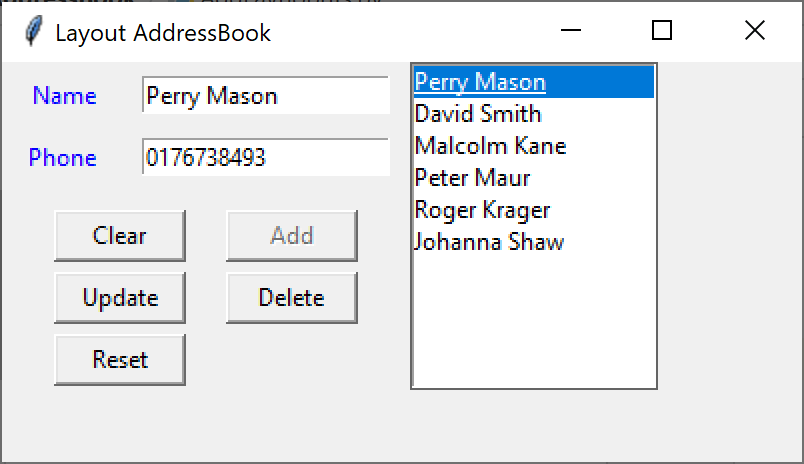 Layout AddressBook
Name
Perry Mason
Phone
0176738493
Clear
Add
Update
Delete
Reset
Perry Mason
David Smith
Malcolm Kane
Peter Maur
Roger Krager
Johanna Shaw